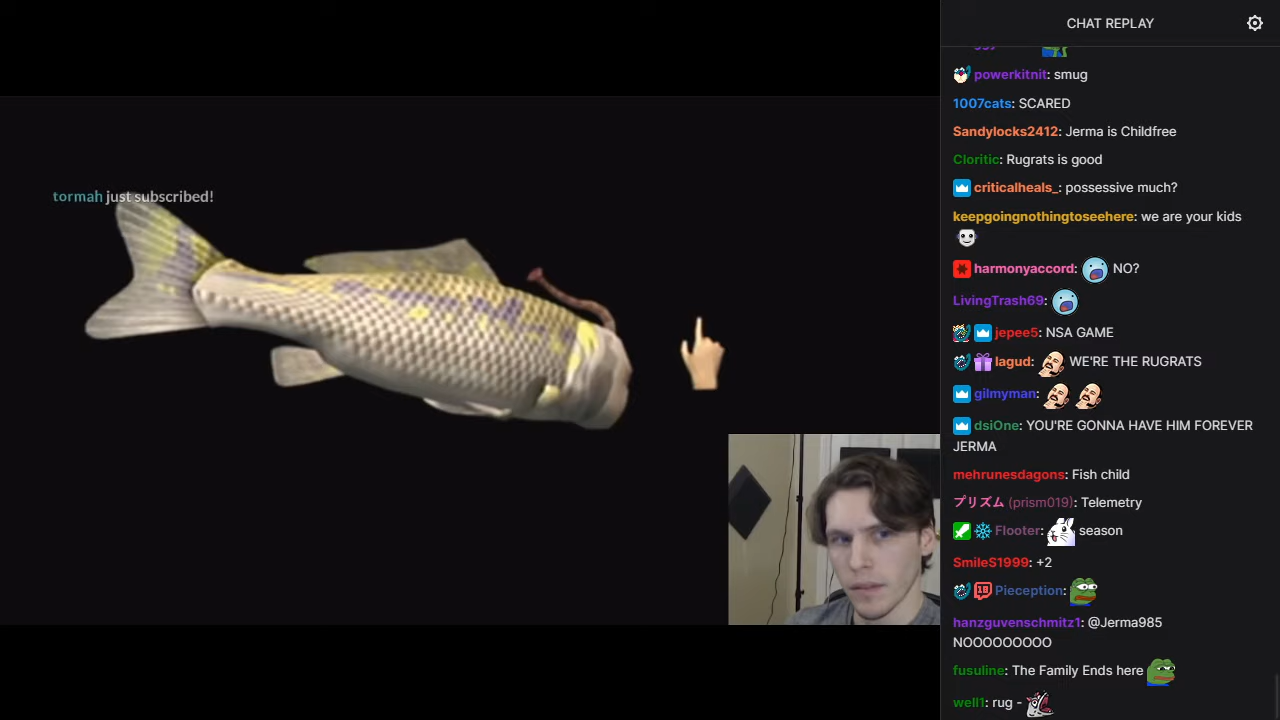 tormah just subscribed!
CHAT REPLAY
powerkitnit: smug
1007cats: SCARED
Sandylocks2412: Jerma is Childfree
Cloritic: Rugrats is good
criticalheals_: possessive much?
keepgoingnothingtoseehere: we are your kids
harmonyaccord: NO?
LivingTrash69:
jepee5: NSA GAME
lagud: WE'RE THE RUGRATS
gilmyman:
dsiOne: YOU'RE GONNA HAVE HIM FOREVER
JERMA
mehrunesdagons: Fish child
プリズム (prism019): Telemetry
Flooter: season
SmileS1999: +2
18 Pieception:
hanzguvenschmitz1: @Jerma985
NOOOOOOOOO
fusuline: The Family Ends here
well1: rug -